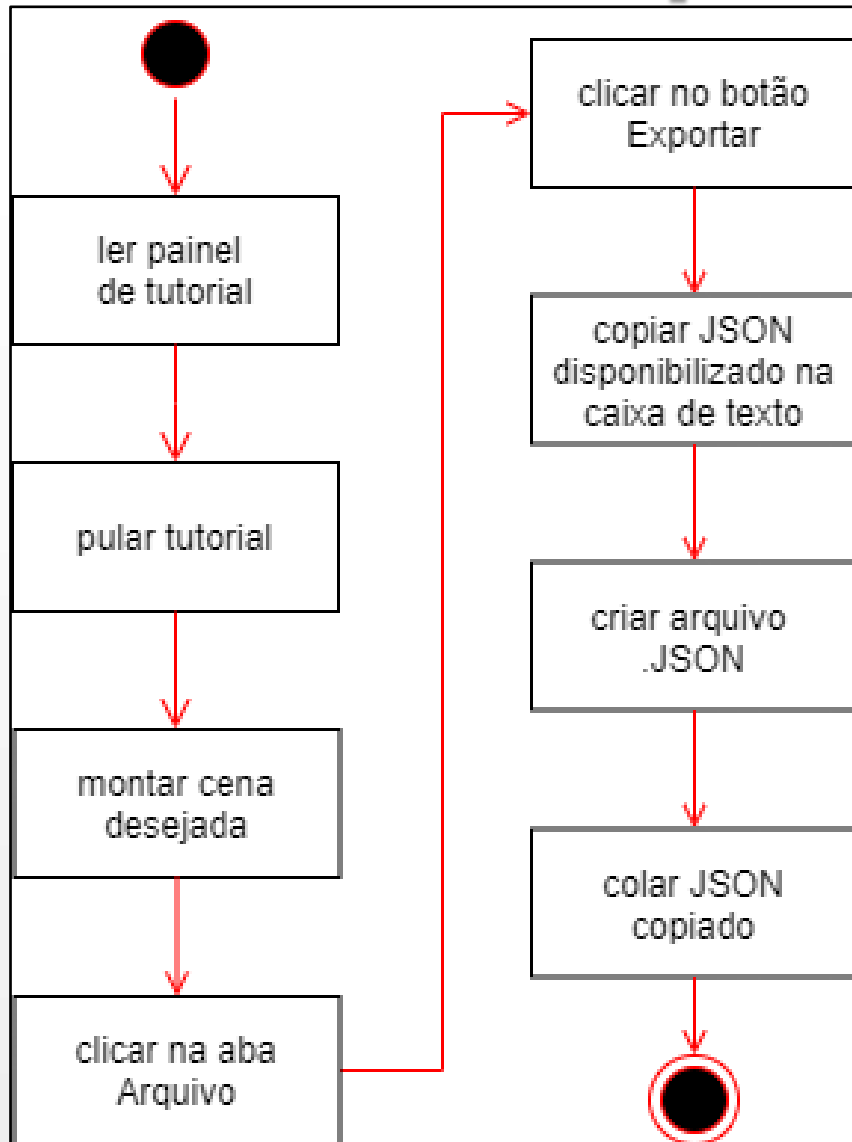 ler painel
de tutorial
pular tutorial
montar cena
desejada
clicar na aba
Arquivo
clicar no botão
Exportar
copiar JSON
disponibilizado na
caixa de texto
criar arquivo
.JSON
colar JSON
copiado